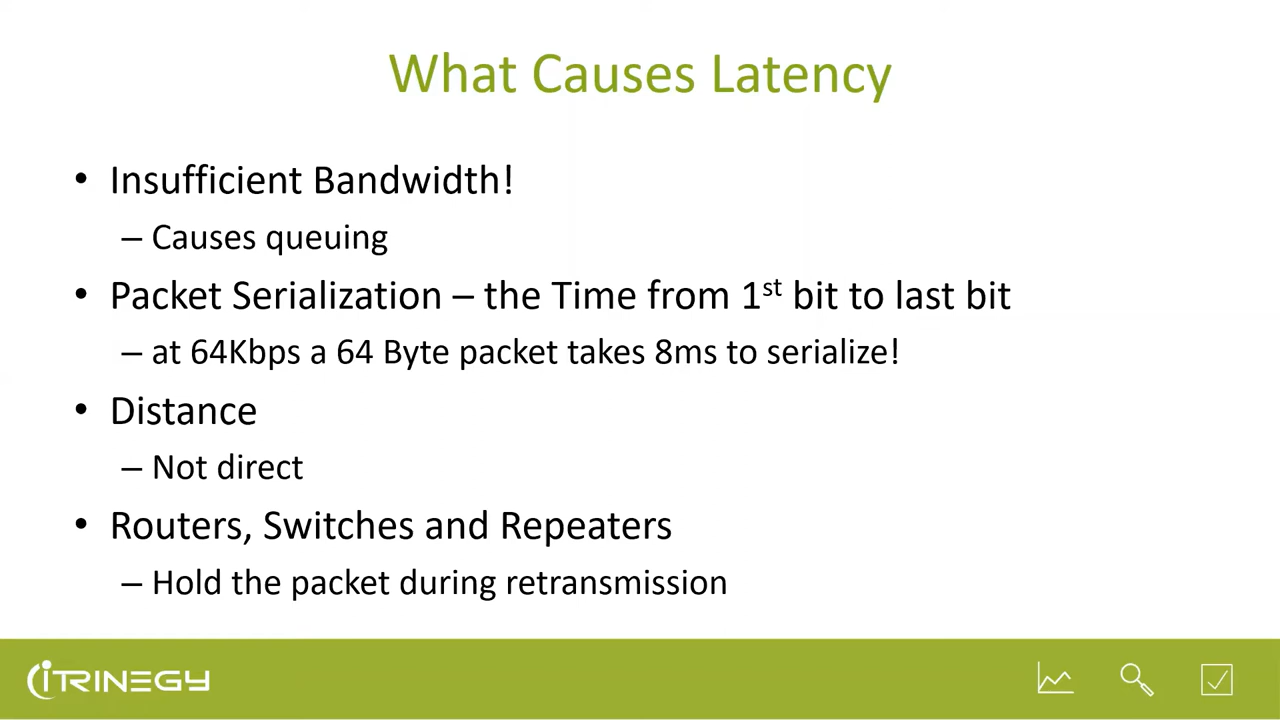 What Causes Latency
• Insufficient Bandwidth!
– Causes queuing
• Packet Serialization – the Time from 1st bit to last bit
– at 64Kbps a 64 Byte packet takes 8ms to serialize!
• Distance
– Not direct
• Routers, Switches and Repeaters
– Hold the packet during retransmission
iTRINEGY